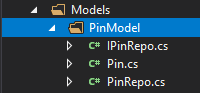 Models
PinModel
C# IPinRepo.cs
C# Pin.cs
C# PinRepo.cs